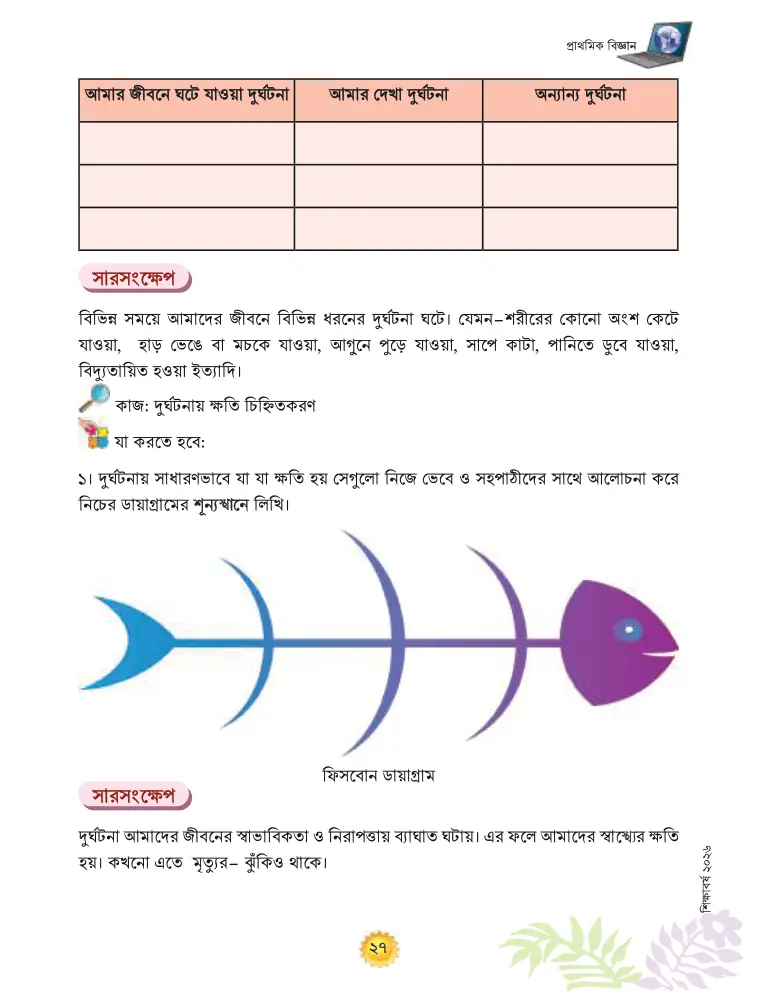 প্রাথমিক বিজ্ঞান
আমার জীবনে ঘটে যাওয়া দুর্ঘটনা আমার দেখা দুর্ঘটনা অন্যান্য দুর্ঘটনা
সারসংক্ষেপ
বিভিন্ন সময়ে আমাদের জীবনে বিভিন্ন ধরনের দুর্ঘটনা ঘটে। যেমন–শরীরের কোনো অংশ কেটে
যাওয়া, হাড় ভেঙে বা মচকে যাওয়া, আগুনে পুড়ে যাওয়া, সাপে কাটা, পানিতে ডুবে যাওয়া,
বিদ্যুতায়িত হওয়া ইত্যাদি।
কাজ: দুর্ঘটনায় ক্ষতি চিহ্নিতকরণ
যা করতে হবে:
১। দুর্ঘটনায় সাধারণভাবে যা যা ক্ষতি হয় সেগুলো নিজে ভেবে ও সহপাঠীদের সাথে আলোচনা করে
নিচের ডায়াগ্রামের শূন্যস্থানে লিখি।
ফিসবোন ডায়াগ্রাম
সারসংক্ষেপ
দুর্ঘটনা আমাদের জীবনের স্বাভাবিকতা ও নিরাপত্তায় ব্যাঘাত ঘটায়। এর ফলে আমাদের স্বাস্থ্যের ক্ষতি
হয়। কখনো এতে মৃত্যুর– ঝুঁকিও থাকে।
শিক্ষাবর্ষ ২০২৬
২৭